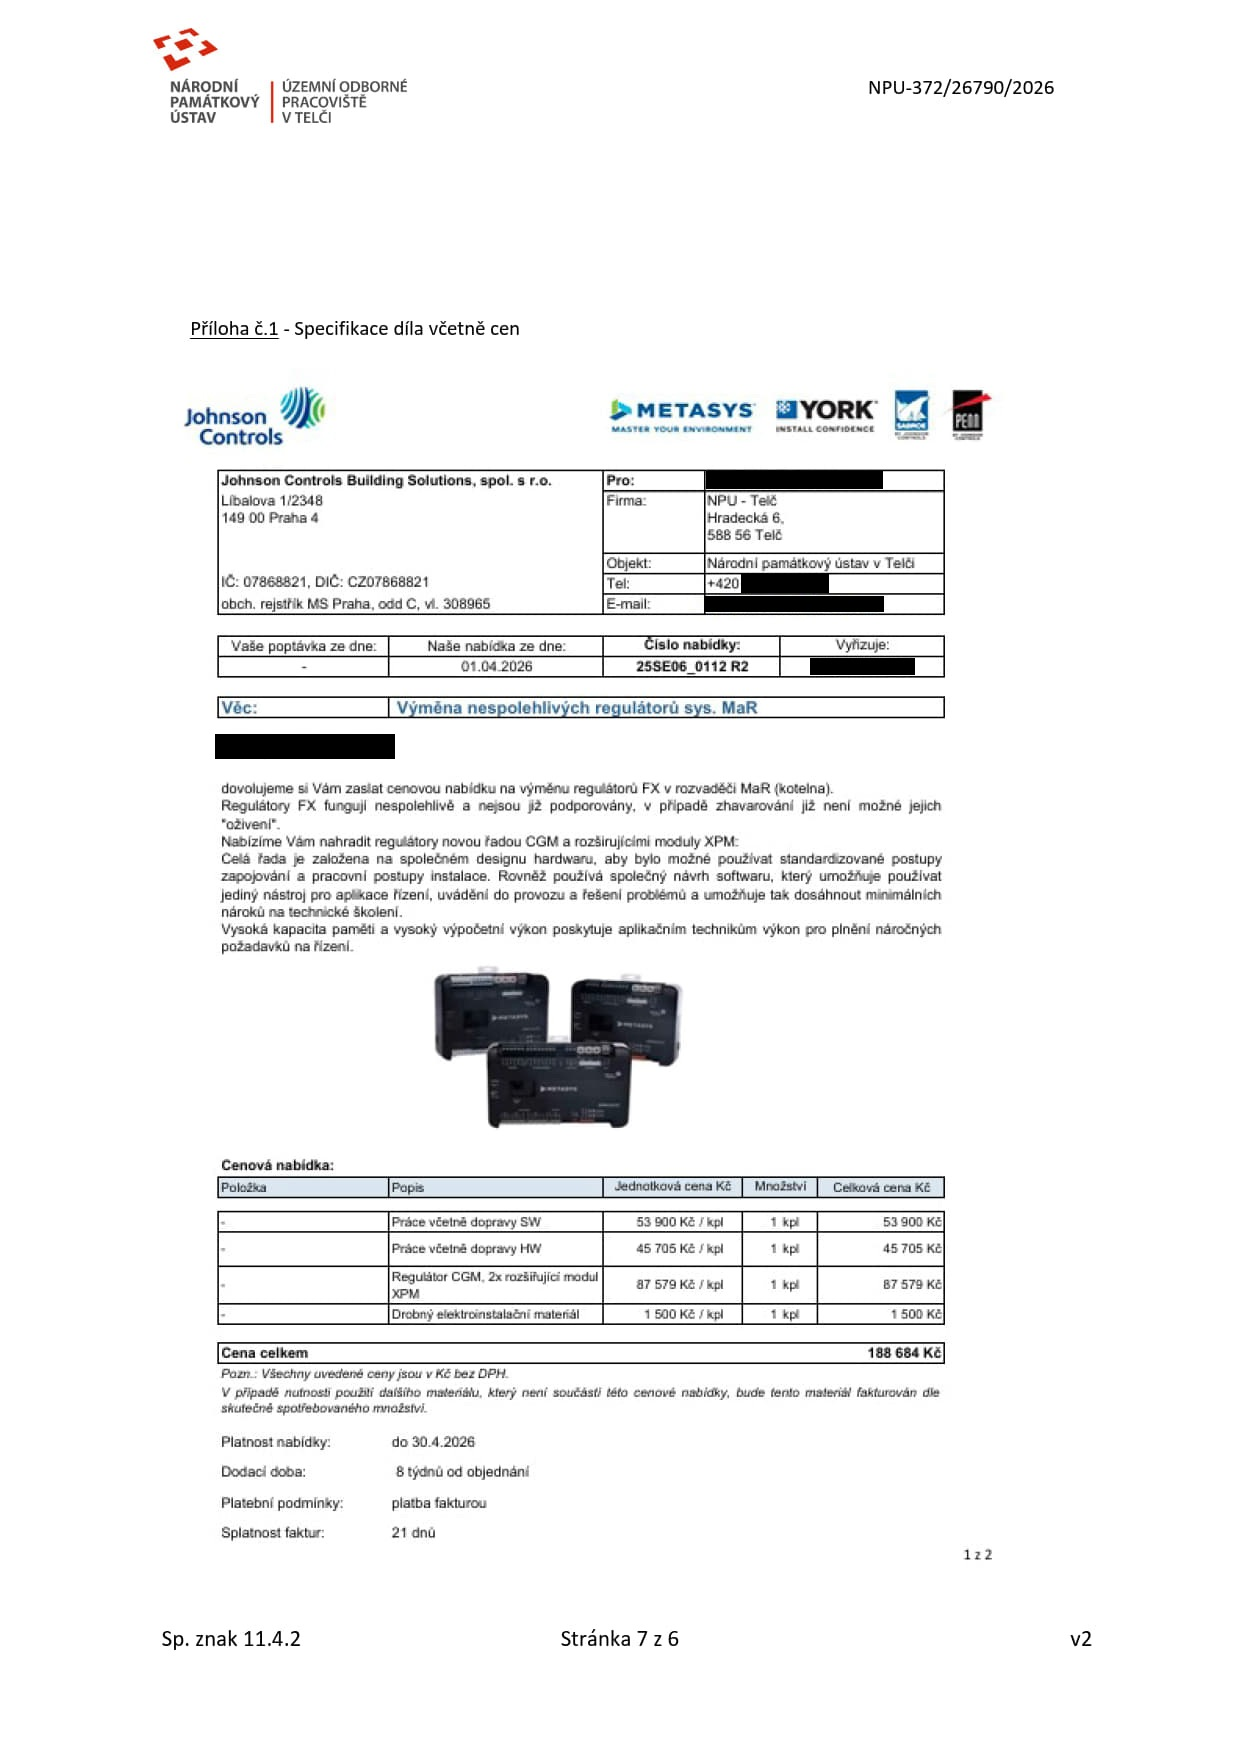 NÁRODNÍ
PAMÁTKOVÝ
ÚSTAV
ÚZEMNÍ ODBORNÉ
PRACOVIŠTĚ
V TELČI
NPU-372/26790/2026
Příloha č.1 - Specifikace díla včetně cen
Johnson
Controls
METASYS
MASTER YOUR ENVIRONMENT
YORK
INSTALL CONFIDENCE
SABROE
BY JOHNSON CONTROLS
PENN
Johnson Controls Building Solutions, spol. s r.o.
Líbalova 1/2348
149 00 Praha 4
IČ: 07868821, DIČ: CZ07868821
obch. rejstřík MS Praha, odd C, vl. 308965
Pro:
Firma: NPU - Telč
Hradecká 6,
588 56 Telč
Objekt: Národní památkový ústav v Telči
Tel: +420
E-mail:
Vaše poptávka ze dne: Naše nabídka ze dne: Číslo nabídky: Vyřizuje:
- 01.04.2026 25SE06_0112 R2
Věc: Výměna nespolehlivých regulátorů sys. MaR
dovolujeme si Vám zaslat cenovou nabídku na výměnu regulátorů FX v rozvaděči MaR (kotelna).
Regulátory FX fungují nespolehlivě a nejsou již podporovány, v případě zhavarování již není možné jejich
"oživení".
Nabízíme Vám nahradit regulátory novou řadou CGM a rozširujícími moduly XPM:
Celá řada je založena na společném designu hardwaru, aby bylo možné používat standardizované postupy
zapojování a pracovní postupy instalace. Rovněž používá společný návrh softwaru, který umožňuje používat
jediný nástroj pro aplikace řízení, uvádění do provozu a řešení problémů a umožňuje tak dosáhnout minimálních
nároků na technické školení.
Vysoká kapacita paměti a vysoký výpočetní výkon poskytuje aplikačním technikům výkon pro plnění náročných
požadavků na řízení.
METASYS
METASYS
METASYS
Cenová nabídka:
Položka Popis Jednotková cena Kč Množství Celková cena Kč
- Práce včetně dopravy SW 53 900 Kč / kpl 1 kpl 53 900 Kč
- Práce včetně dopravy HW 45 705 Kč / kpl 1 kpl 45 705 Kč
- Regulátor CGM, 2x rozšiřující modul
XPM 87 579 Kč / kpl 1 kpl 87 579 Kč
- Drobný elektroinstalační materiál 1 500 Kč / kpl 1 kpl 1 500 Kč
Cena celkem 188 684 Kč
Pozn.: Všechny uvedené ceny jsou v Kč bez DPH.
V případě nutnosti použití dalšího materiálu, který není součástí této cenové nabídky, bude tento materiál fakturován dle
skutečně spotřebovaného množství.
Platnost nabídky: do 30.4.2026
Dodací doba: 8 týdnů od objednání
Platební podmínky: platba fakturou
Splatnost faktur: 21 dnů
1 z 2
Sp. znak 11.4.2 Stránka 7 z 6 v2